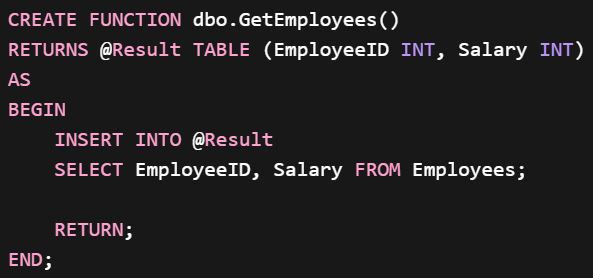 CREATE FUNCTION dbo.GetEmployees()
RETURNS @Result TABLE (EmployeeID INT, Salary INT)
AS
BEGIN
    INSERT INTO @Result
    SELECT EmployeeID, Salary FROM Employees;

    RETURN;
END;